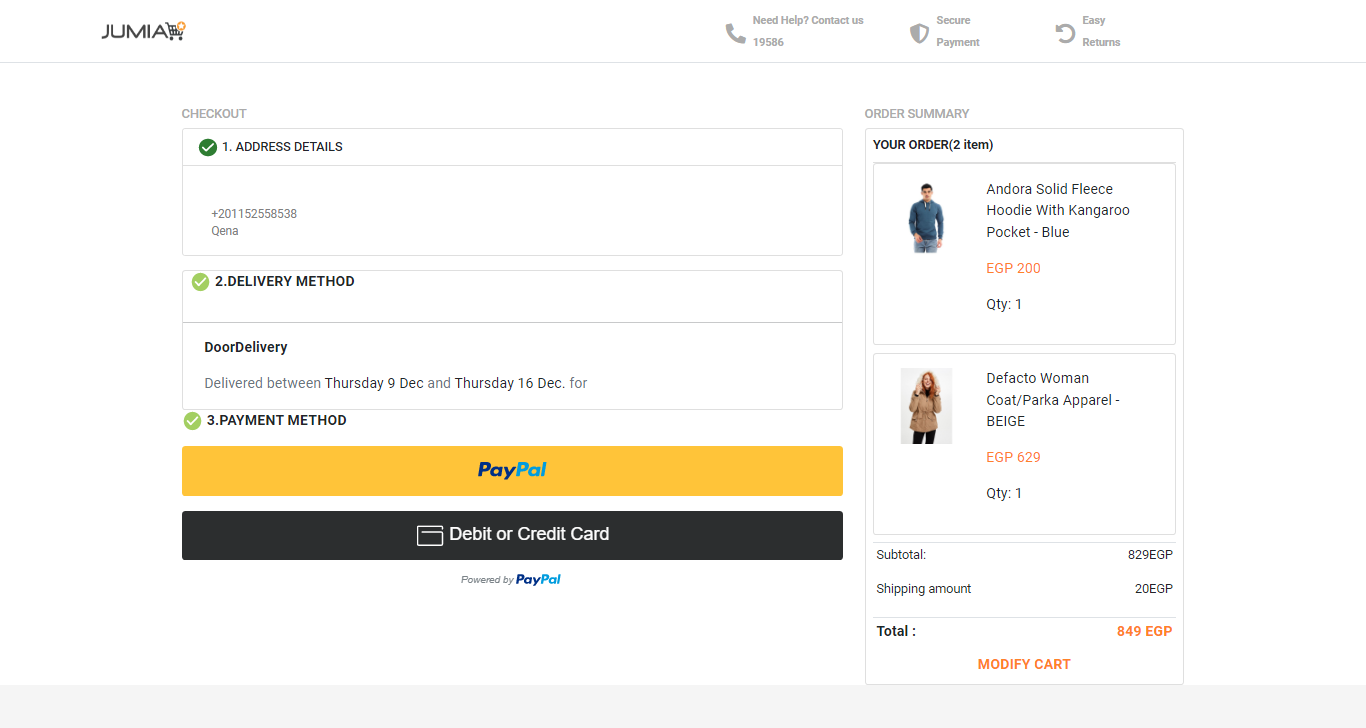 JUMIA
Need Help? Contact us
19586
Secure
Payment
Easy
Returns
CHECKOUT
1. ADDRESS DETAILS
+201152558538
Qena
2.DELIVERY METHOD
DoorDelivery
Delivered between Thursday 9 Dec and Thursday 16 Dec. for
3.PAYMENT METHOD
PayPal
Debit or Credit Card
Powered by PayPal
ORDER SUMMARY
YOUR ORDER(2 item)
Andora Solid Fleece
Hoodie With Kangaroo
Pocket - Blue
EGP 200
Qty: 1
Defacto Woman
Coat/Parka Apparel -
BEIGE
EGP 629
Qty: 1
Subtotal: 829EGP
Shipping amount 20EGP
Total : 849 EGP
MODIFY CART